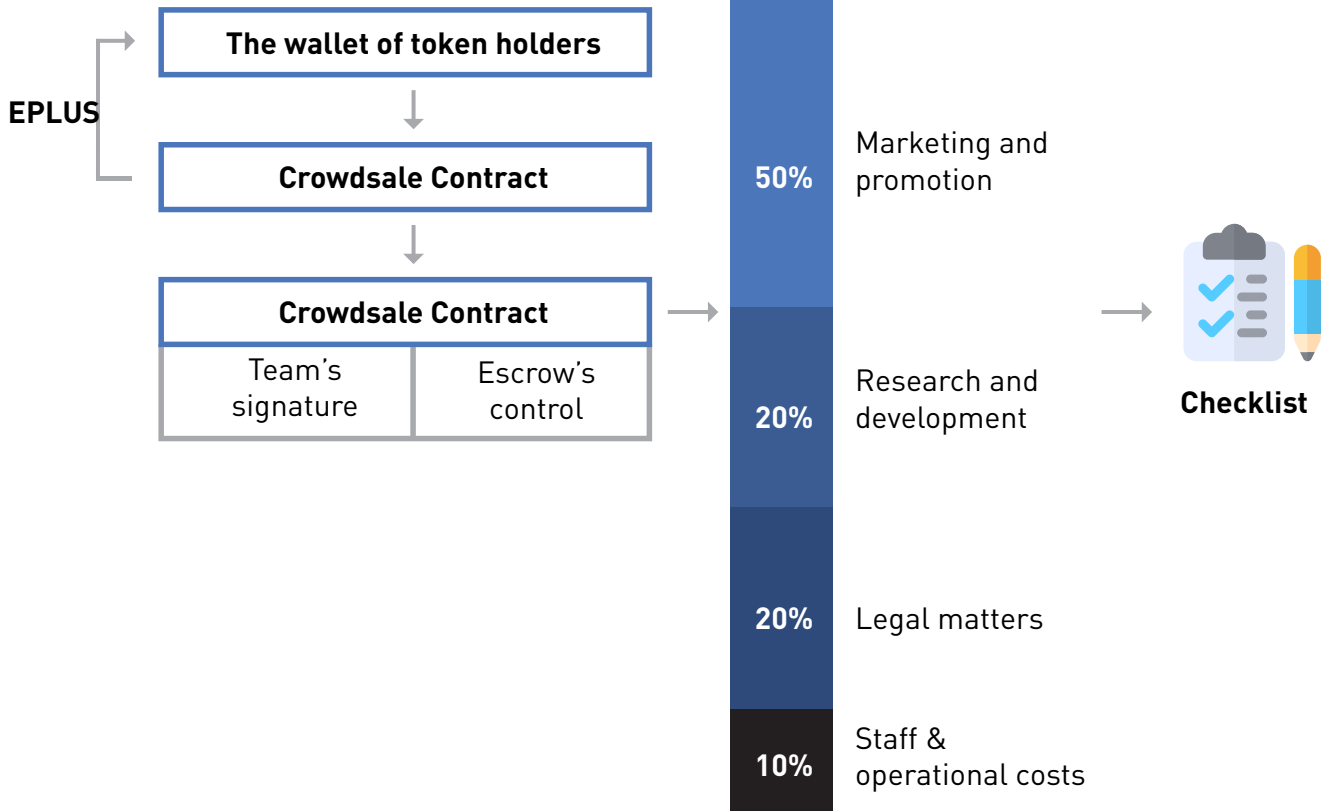 The wallet of token holders
EPLUS
Crowdsale Contract
Crowdsale Contract
Team’s
signature
Escrow’s
control
50%
Marketing and
promotion
20%
Research and
development
20%
Legal matters
10%
Staff &
operational costs
Checklist